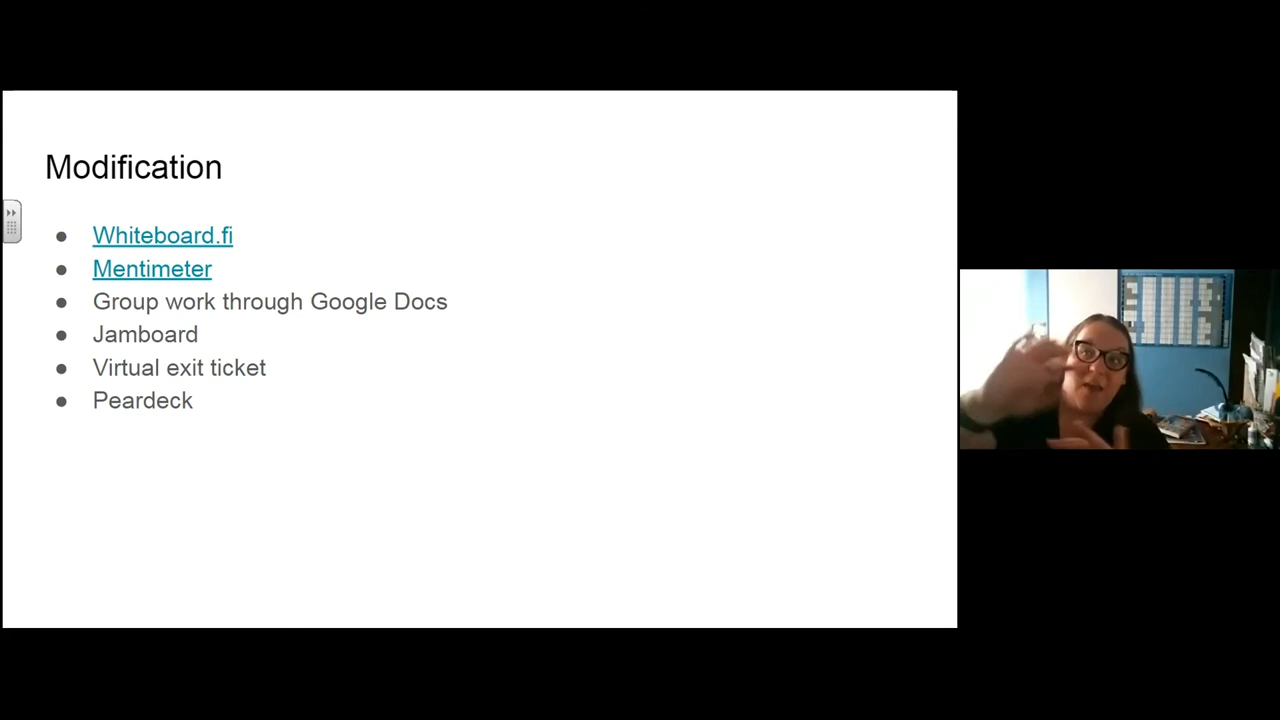 Modification
Whiteboard.fi
Mentimeter
Group work through Google Docs
Jamboard
Virtual exit ticket
Peardeck